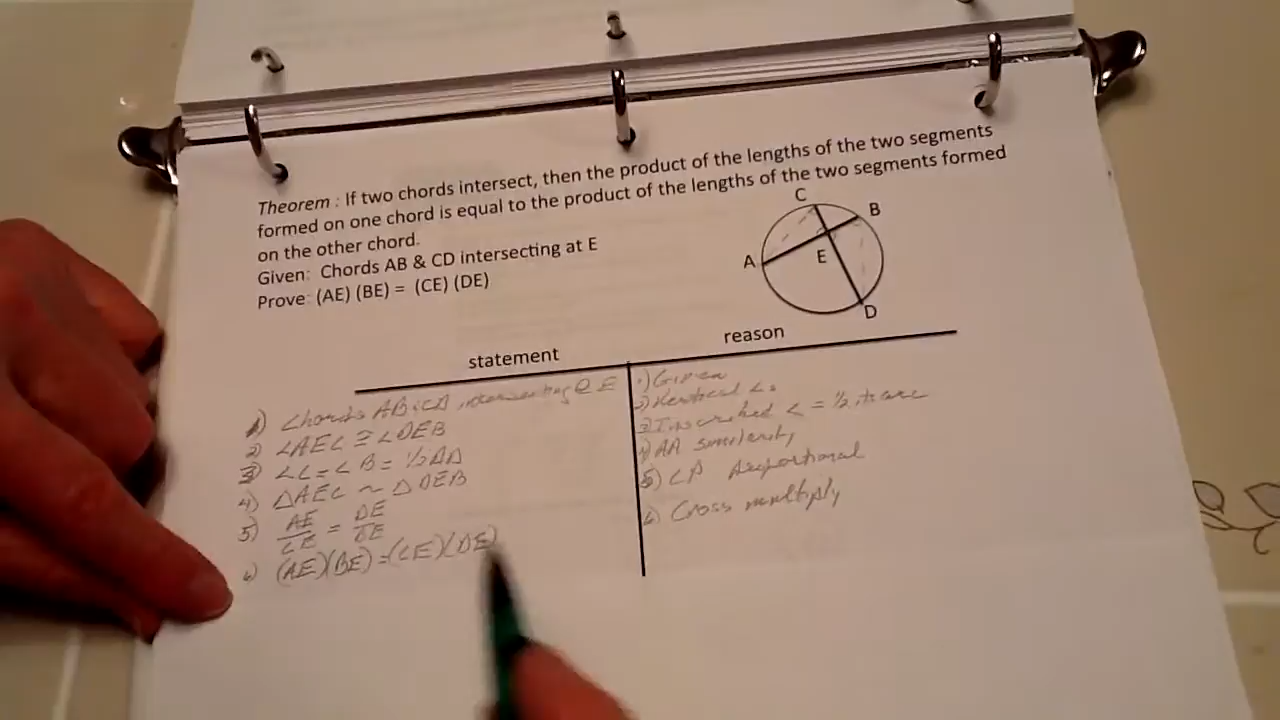 Theorem : If two chords intersect, then the product of the lengths of the two segments
formed on one chord is equal to the product of the lengths of the two segments formed
on the other chord.
Given: Chords AB & CD intersecting at E
Prove: (AE) (BE) = (CE) (DE)
C
B
A
E
D
statement
reason
1) Chords AB & CD intersecting @ E
2) ∠AEC ≅ ∠DEB
3) ∠C = ∠B = ½ AD
4) △AEC ~ △DEB
5) AE/CE = DE/BE
6) (AE)(BE) = (CE)(DE)
1) Given
2) Vertical ∠s
3) Inscribed ∠ = ½ its arc
4) AA similarity
5) proportional
6) Cross multiply